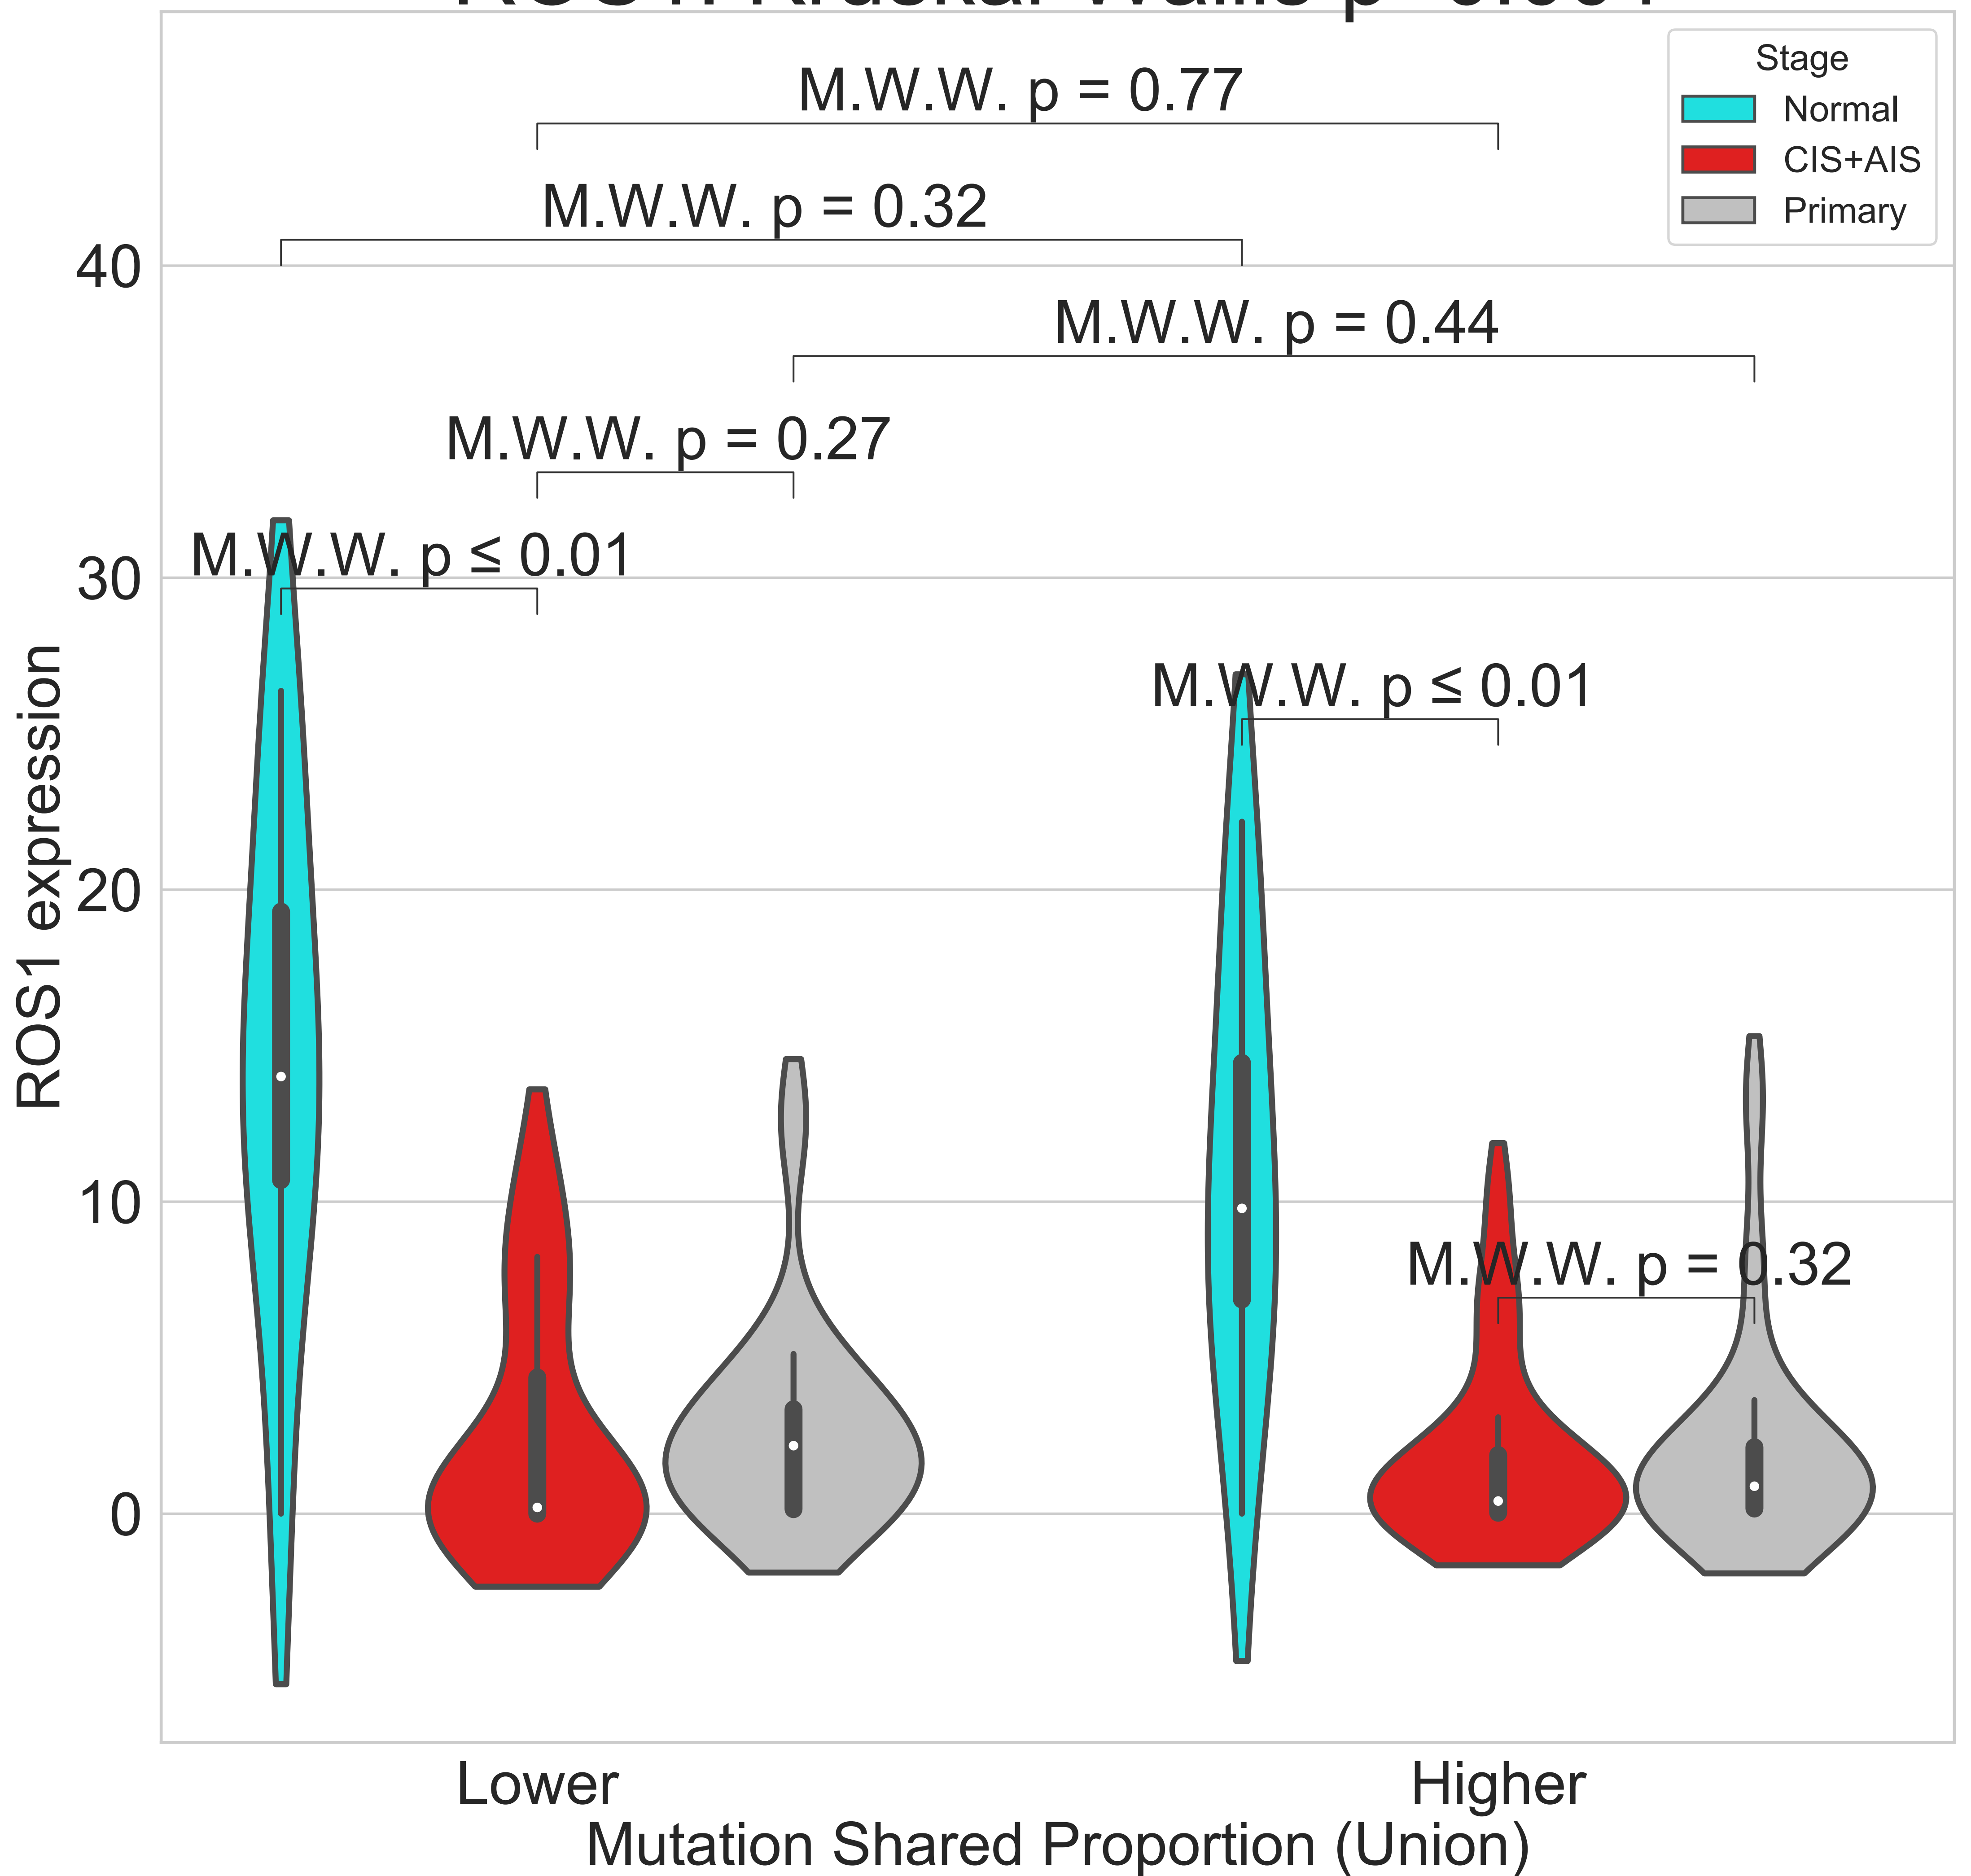 Stage
Normal
CIS+AIS
Primary
M.W.W. p = 0.77
M.W.W. p = 0.32
M.W.W. p = 0.44
M.W.W. p = 0.27
M.W.W. p ≤ 0.01
M.W.W. p ≤ 0.01
M.W.W. p = 0.32
40
30
20
10
0
ROS1 expression
Lower
Higher
Mutation Shared Proportion (Union)